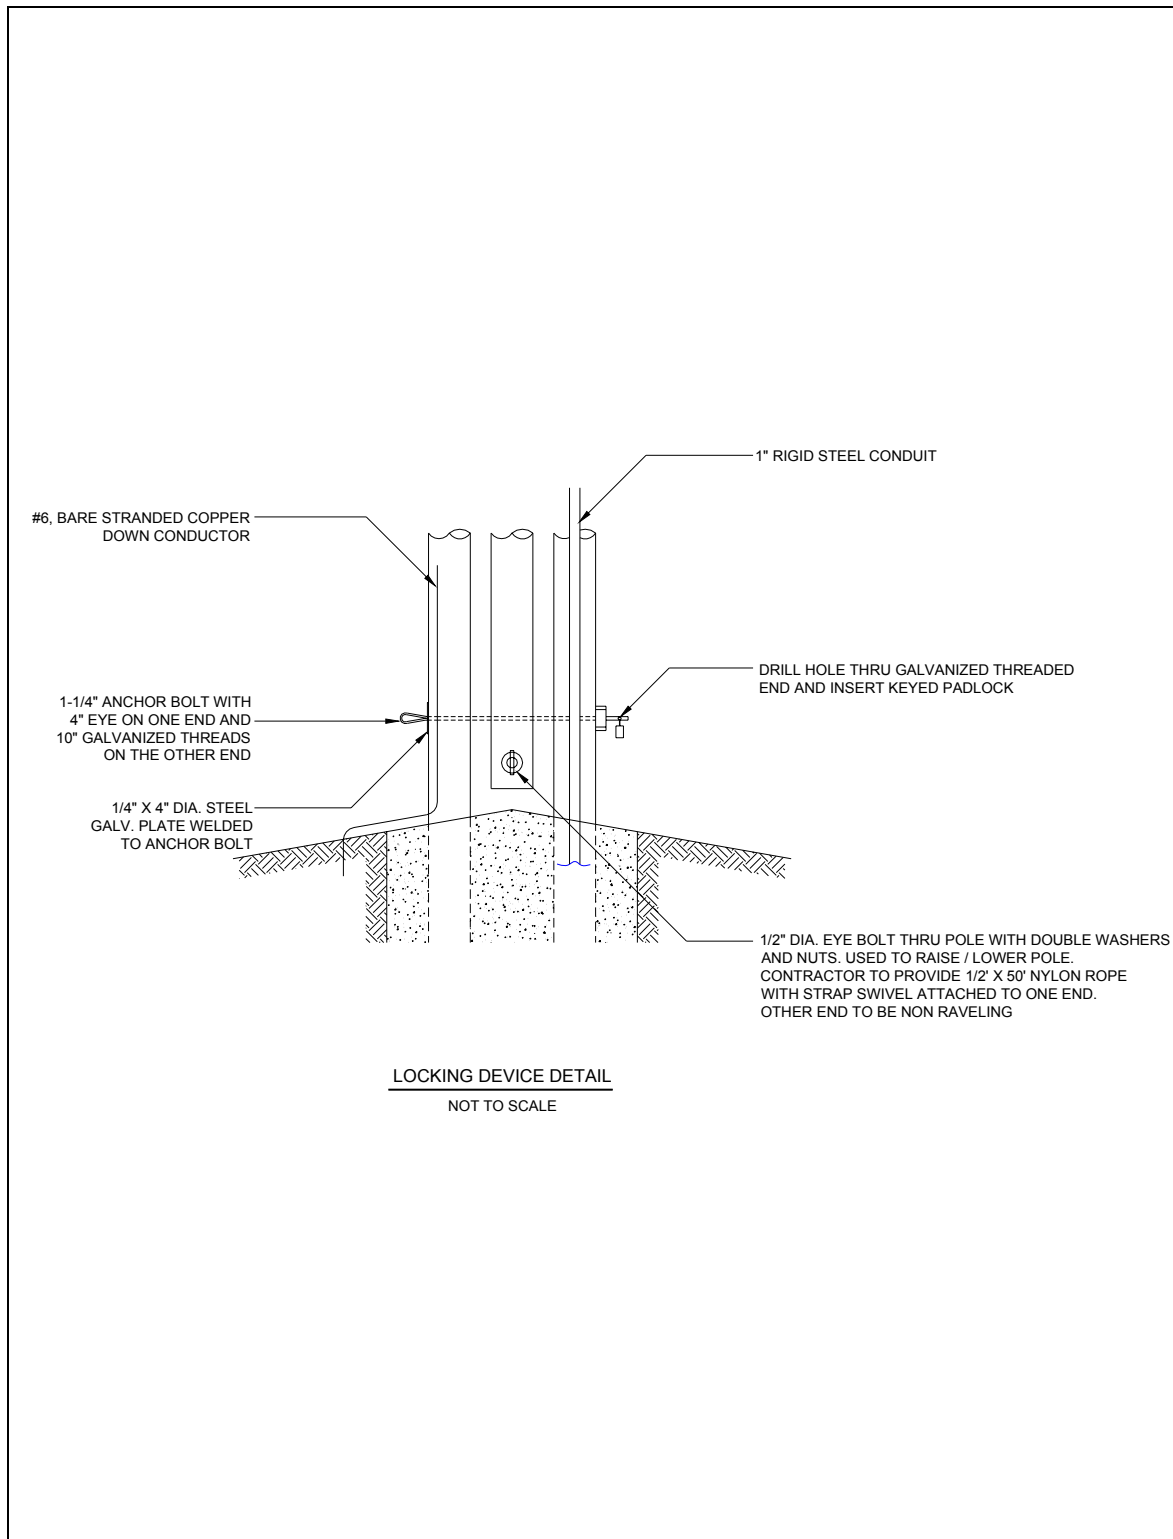 1" RIGID STEEL CONDUIT
#6, BARE STRANDED COPPER
DOWN CONDUCTOR
DRILL HOLE THRU GALVANIZED THREADED
END AND INSERT KEYED PADLOCK
1-1/4" ANCHOR BOLT WITH
4" EYE ON ONE END AND
10" GALVANIZED THREADS
ON THE OTHER END
1/4" X 4" DIA. STEEL
GALV. PLATE WELDED
TO ANCHOR BOLT
1/2" DIA. EYE BOLT THRU POLE WITH DOUBLE WASHERS
AND NUTS. USED TO RAISE / LOWER POLE.
CONTRACTOR TO PROVIDE 1/2' X 50' NYLON ROPE
WITH STRAP SWIVEL ATTACHED TO ONE END.
OTHER END TO BE NON RAVELING
LOCKING DEVICE DETAIL
NOT TO SCALE